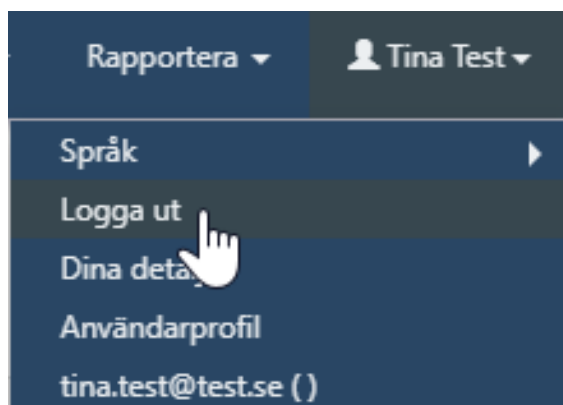 Rapportera Tina Test
Språk
Logga ut
Dina
Användarprofil
tina.test@test.se ( )